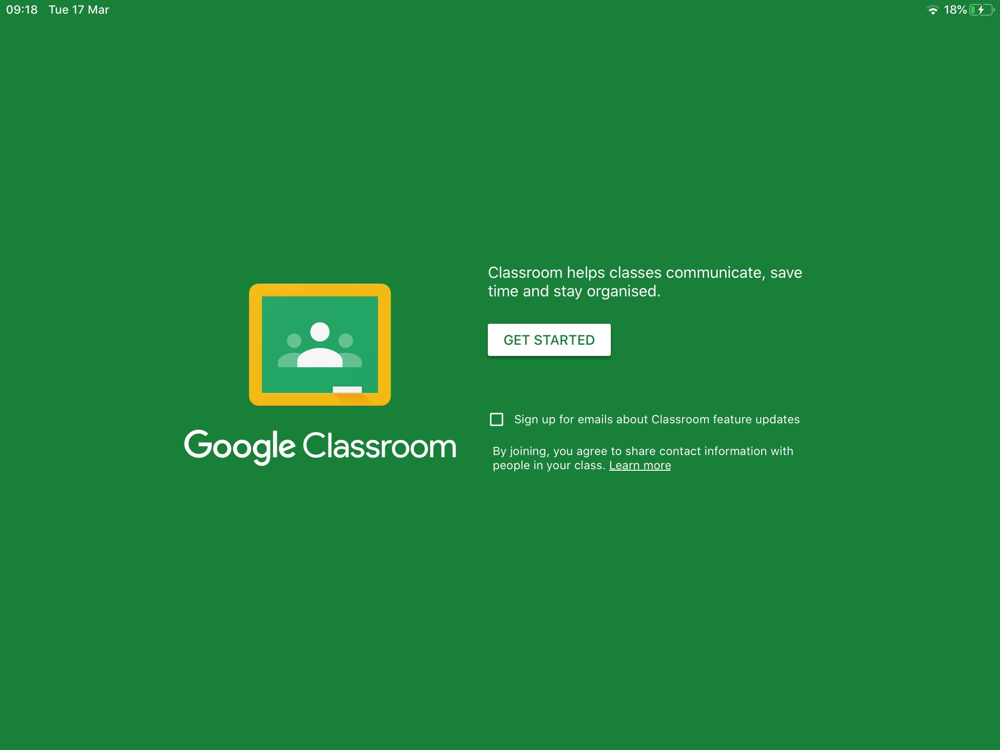 09:18 Tue 17 Mar 18%
Classroom helps classes communicate, save
time and stay organised.
GET STARTED
Google Classroom
Sign up for emails about Classroom feature updates
By joining, you agree to share contact information with
people in your class. Learn more